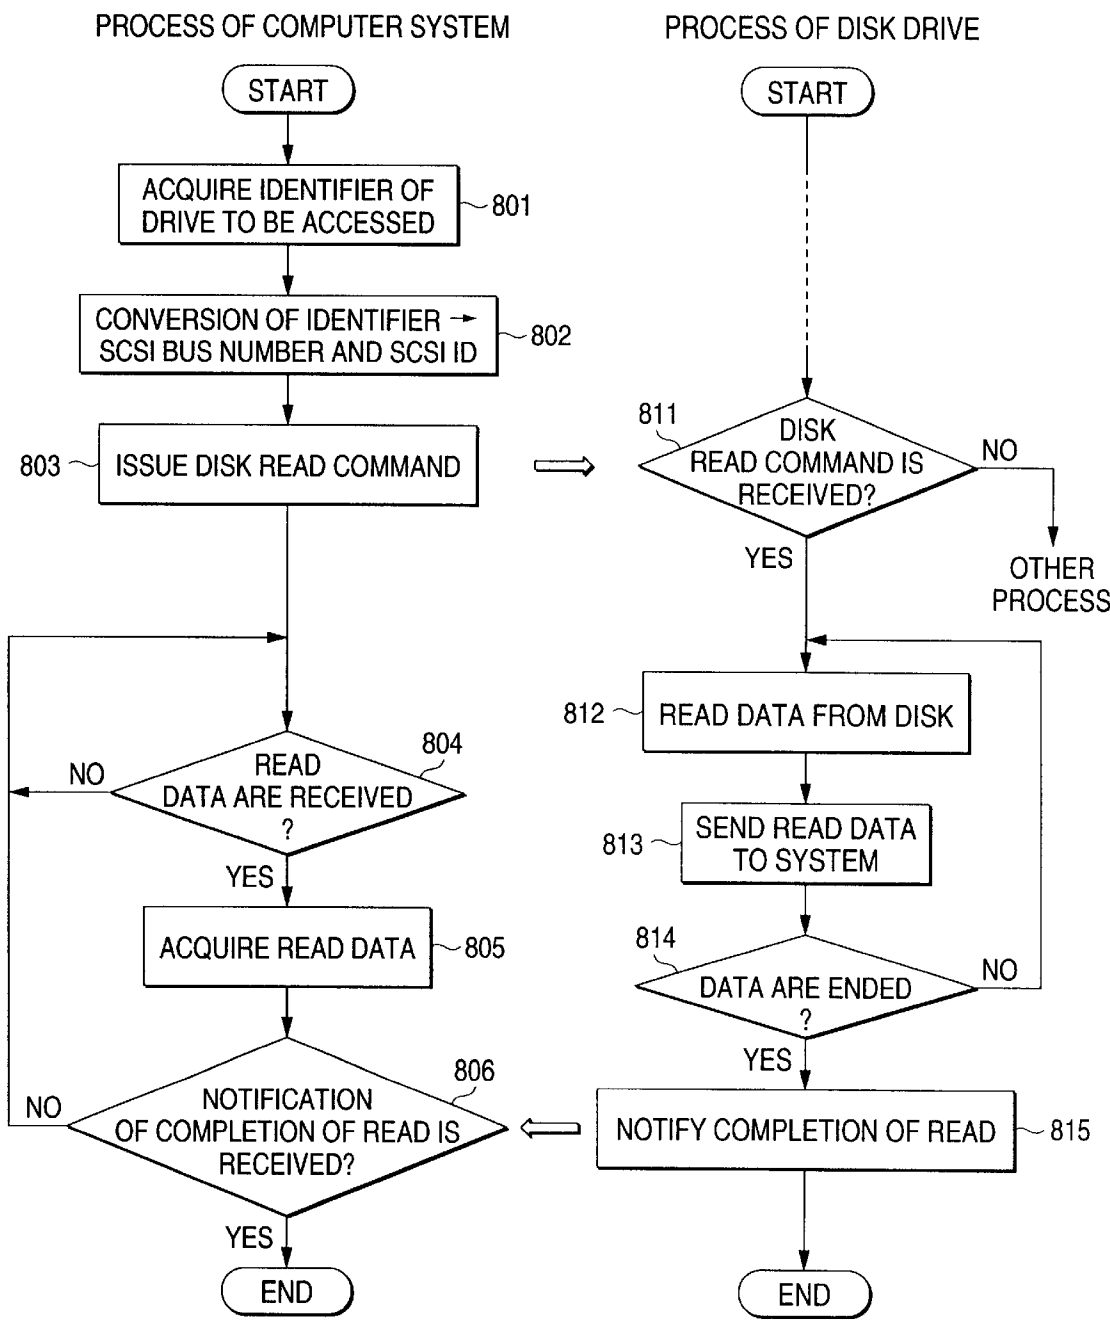 PROCESS OF COMPUTER SYSTEM
START
ACQUIRE IDENTIFIER OF
DRIVE TO BE ACCESSED
801
CONVERSION OF IDENTIFIER →
SCSI BUS NUMBER AND SCSI ID
802
803
ISSUE DISK READ COMMAND
804
READ
DATA ARE RECEIVED
?
NO
YES
ACQUIRE READ DATA
805
806
NOTIFICATION
OF COMPLETION OF READ IS
RECEIVED?
NO
YES
END
PROCESS OF DISK DRIVE
START
811
DISK
READ COMMAND IS
RECEIVED?
NO
OTHER
PROCESS
YES
812
READ DATA FROM DISK
813
SEND READ DATA
TO SYSTEM
814
DATA ARE ENDED
?
NO
YES
NOTIFY COMPLETION OF READ
815
END